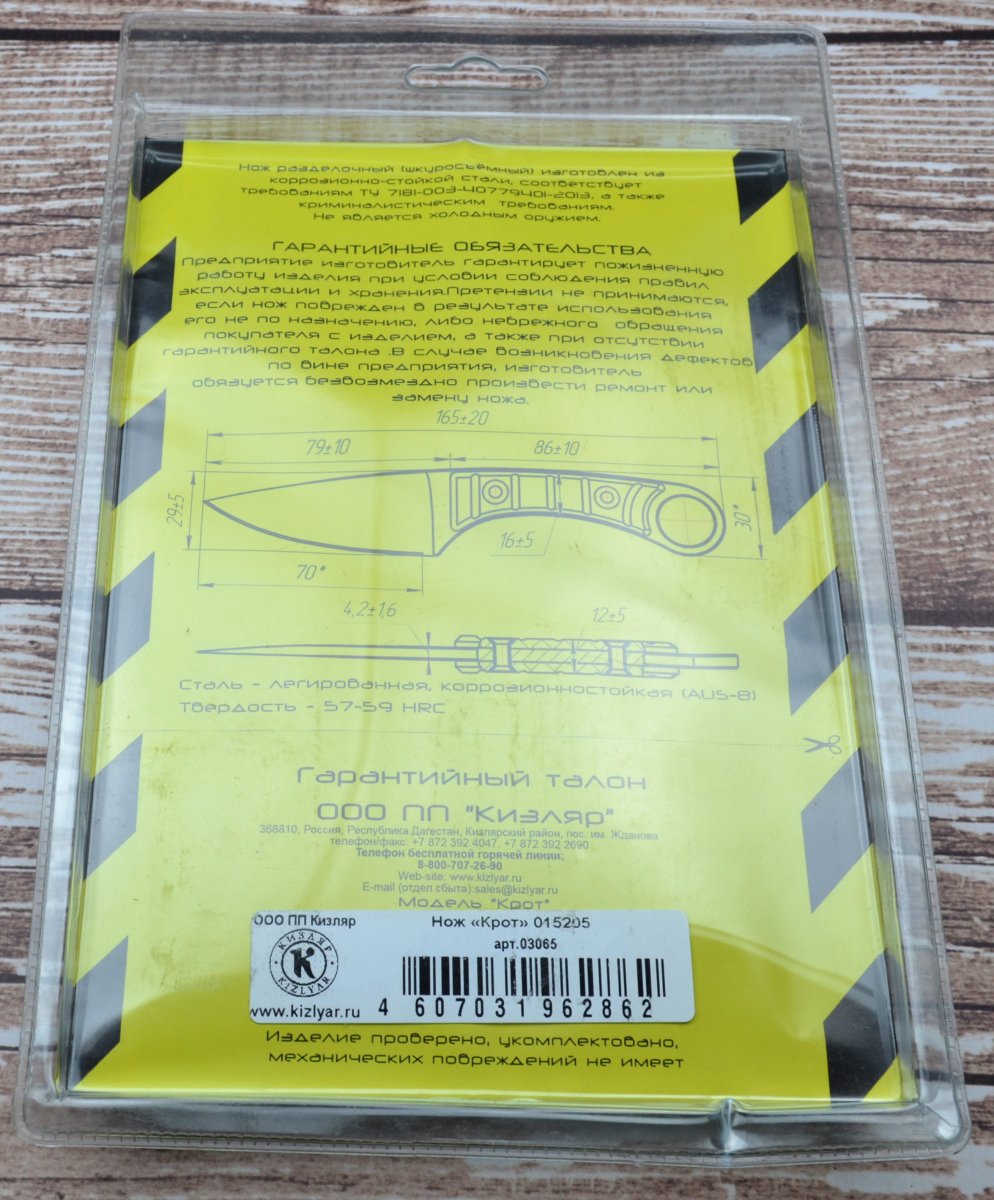 Нож разделочный (шкуросъёмный) изготовлен из
коррозионно-стойкой стали, соответствует
требованиям ТУ 7181-003-40779401-2013, а также
криминалистическим требованиям.
Не является холодным оружием.
ГАРАНТИЙНЫЕ ОБЯЗАТЕЛЬСТВА
Предприятие изготовитель гарантирует пожизненную
работу изделия при условии соблюдения правил
эксплуатации и хранения.Претензии не принимаются,
если нож поврежден в результате использования
его не по назначению, либо небрежного обращения
покупателя с изделием, а также при отсутствии
гарантийного талона .В случае возникновения дефектов
по вине предприятия, изготовитель
обязуется безвозмездно произвести ремонт или
замену ножа.
165±20
79±10
86±10
29±5
16±5
30*
70*
4,2±1,6
12±5
Сталь - легированная, коррозионностойкая (AUS-8)
Твердость - 57-59 HRC
Гарантийный талон
ООО ПП "Кизляр"
368810, Россия, Республика Дагестан, Кизлярский район, пос. им. Жданова
телефон/факс: +7 872 392 4047, +7 872 392 2690
Телефон бесплатной горячей линии:
8-800-707-26-90
Web-site: www.kizlyar.ru
E-mail (отдел сбыта):sales@kizlyar.ru
Модель "Крот"
ООО ПП Кизляр
Нож «Крот» 015205
арт.03065
КИЗЛЯР
К
KIZLYAR
www.kizlyar.ru
4 607031 962862
Изделие проверено, укомплектовано,
механических повреждений не имеет